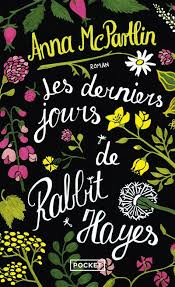 Anna McPartlin
ROMAN
Les derniers
jours
de
Rabbit
Hayes
POCKET